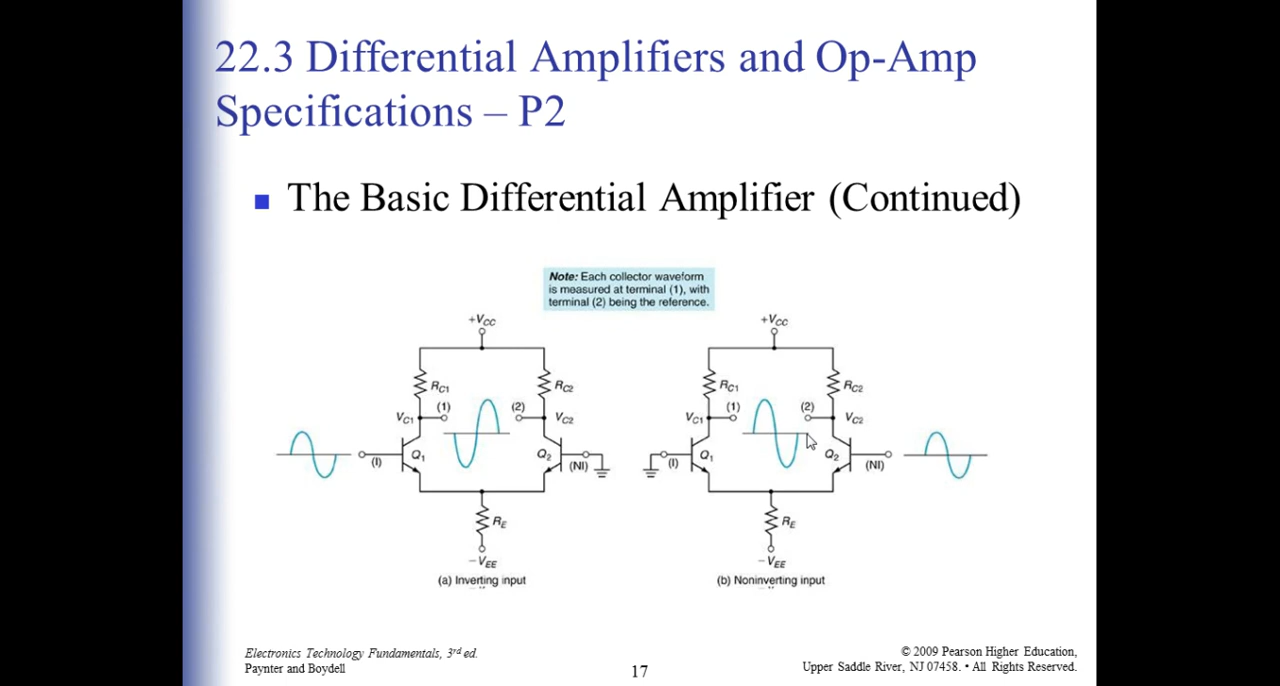 22.3 Differential Amplifiers and Op-Amp
Specifications – P2
■ The Basic Differential Amplifier (Continued)
Note: Each collector waveform
is measured at terminal (1), with
terminal (2) being the reference.
+VCC
RC1
RC2
(1)
(2)
VC1
VC2
Q1
Q2
(I)
(NI)
RE
−VEE
(a) Inverting input
+VCC
RC1
RC2
(1)
(2)
VC1
VC2
(I)
Q1
Q2
(NI)
RE
−VEE
(b) Noninverting input
Electronics Technology Fundamentals, 3rd ed.
Paynter and Boydell
17
© 2009 Pearson Higher Education,
Upper Saddle River, NJ 07458. • All Rights Reserved.